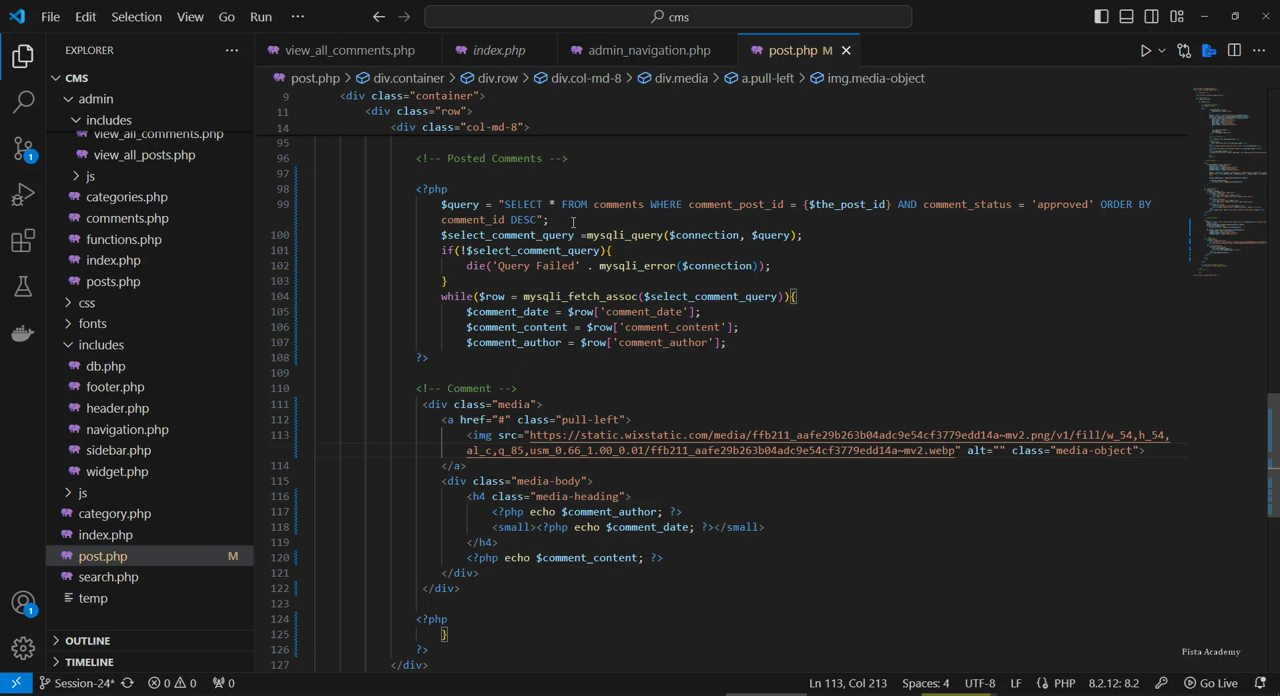 File Edit Selection View Go Run ··· cms
EXPLORER ···
view_all_comments.php index.php admin_navigation.php post.php M
post.php > div.container > div.row > div.col-md-8 > div.media > a.pull-left > img.media-object
CMS
admin
includes
view_all_comments.php
view_all_posts.php
js
categories.php
comments.php
functions.php
index.php
posts.php
css
fonts
includes
db.php
footer.php
header.php
navigation.php
sidebar.php
widget.php
js
category.php
index.php
post.php M
search.php
temp
OUTLINE
TIMELINE
1
1
9 <div class="container">
11 <div class="row">
14 <div class="col-md-8">
95
96 <!-- Posted Comments -->
97
98 <?php
99 $query = "SELECT * FROM comments WHERE comment_post_id = {$the_post_id} AND comment_status = 'approved' ORDER BY
comment_id DESC";
100 $select_comment_query =mysqli_query($connection, $query);
101 if(!$select_comment_query){
102 die('Query Failed' . mysqli_error($connection));
103 }
104 while($row = mysqli_fetch_assoc($select_comment_query)){
105 $comment_date = $row['comment_date'];
106 $comment_content = $row['comment_content'];
107 $comment_author = $row['comment_author'];
108 ?>
109
110 <!-- Comment -->
111 <div class="media">
112 <a href="#" class="pull-left">
113 <img src="https://static.wixstatic.com/media/ffb211_aafe29b263b04adc9e54cf3779edd14a~mv2.png/v1/fill/w_54,h_54,
al_c,q_85,usm_0.66_1.00_0.01/ffb211_aafe29b263b04adc9e54cf3779edd14a~mv2.webp" alt="" class="media-object">
114 </a>
115 <div class="media-body">
116 <h4 class="media-heading">
117 <?php echo $comment_author; ?>
118 <small><?php echo $comment_date; ?></small>
119 </h4>
120 <?php echo $comment_content; ?>
121 </div>
122 </div>
123
124 <?php
125 }
126 ?>
127 </div>
Pista Academy
Session-24* 0 0 0 Ln 113, Col 213 Spaces: 4 UTF-8 LF PHP 8.2.12: 8.2 Go Live